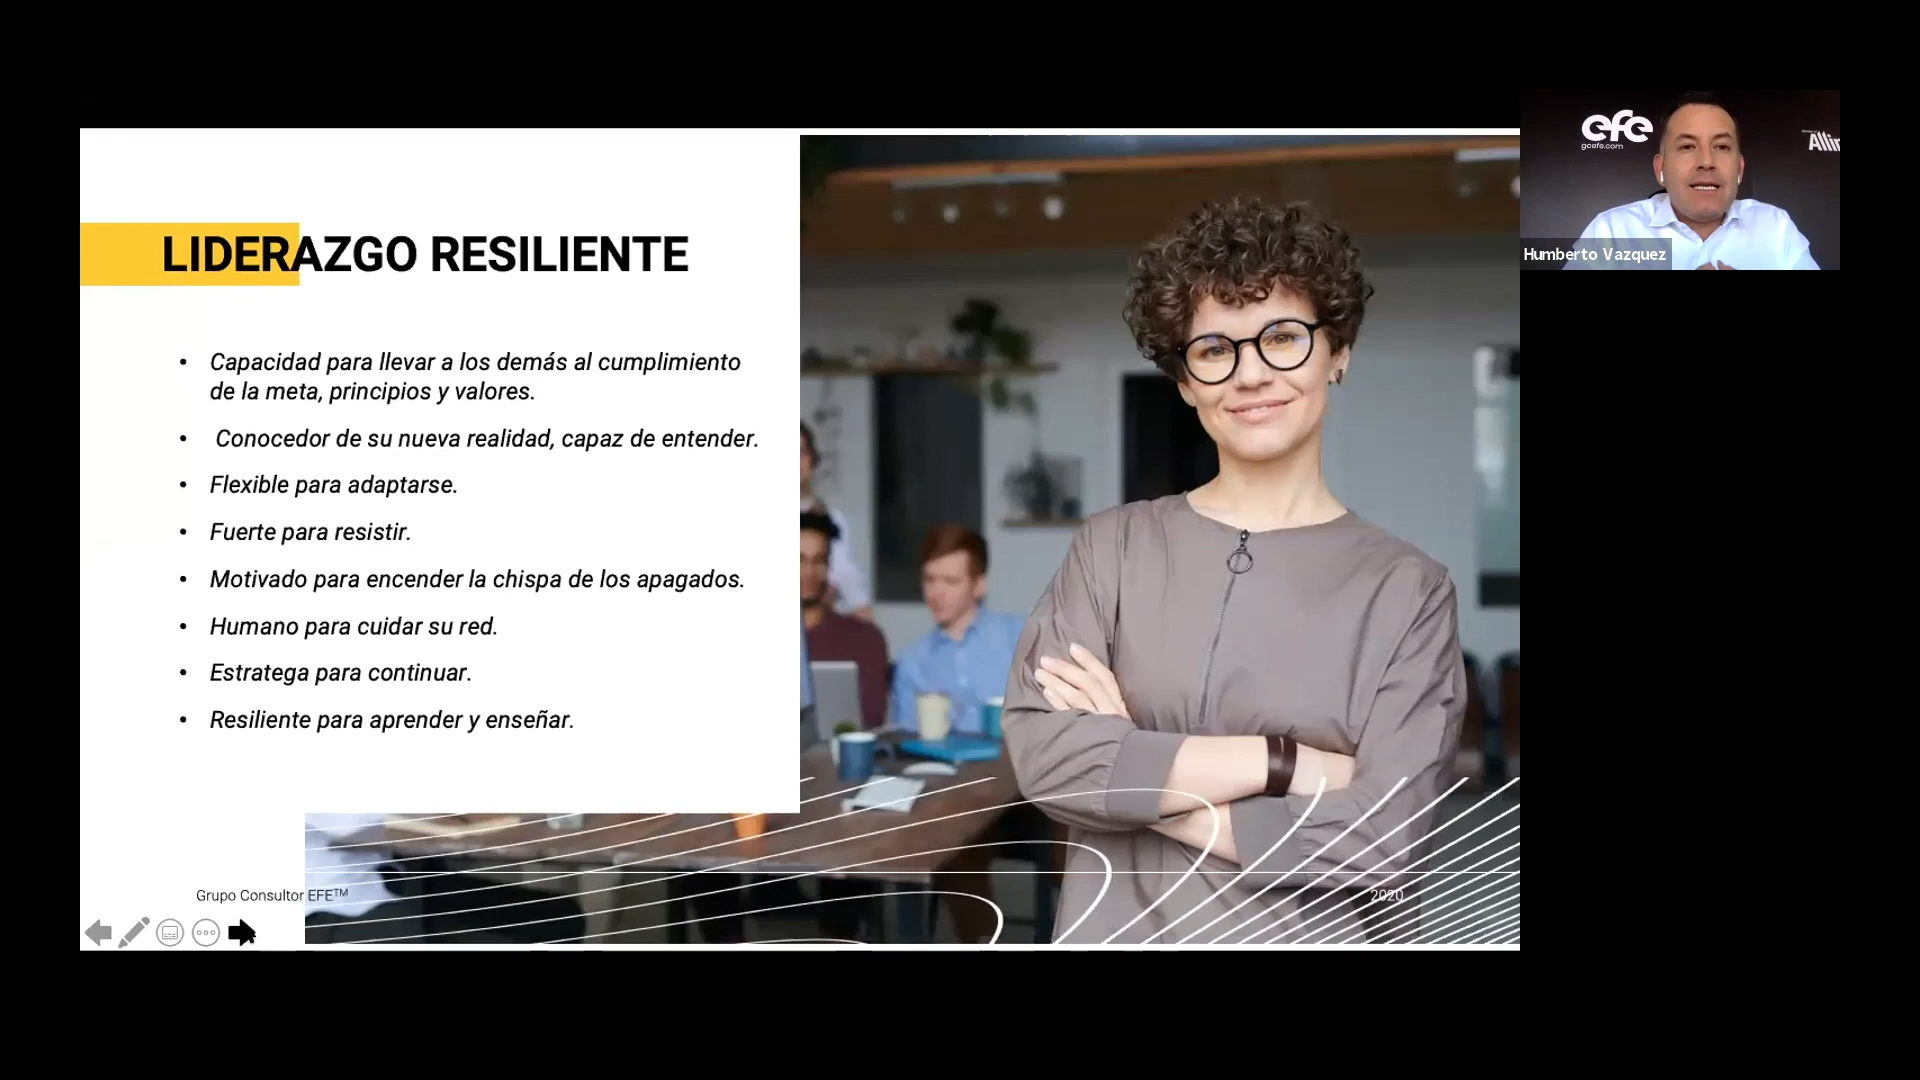 LIDERAZGO RESILIENTE
• Capacidad para llevar a los demás al cumplimiento
de la meta, principios y valores.
• Conocedor de su nueva realidad, capaz de entender.
• Flexible para adaptarse.
• Fuerte para resistir.
• Motivado para encender la chispa de los apagados.
• Humano para cuidar su red.
• Estratega para continuar.
• Resiliente para aprender y enseñar.
Grupo Consultor EFE™
2020
efe
gcefe.com
Humberto Vazquez